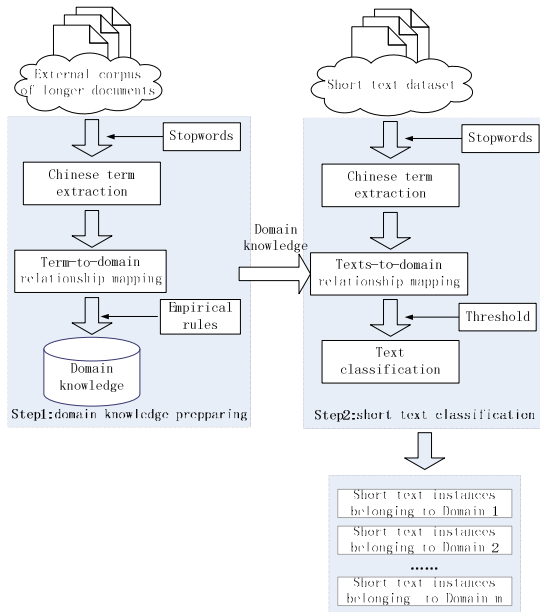 External corpus
of longer documents
Stopwords
Chinese term
extraction
Term-to-domain
relationship mapping
Empirical
rules
Domain
knowledge
Step1:domain knowledge prepparing
Domain
knowledge
Short text dataset
Stopwords
Chinese term
extraction
Texts-to-domain
relationship mapping
Threshold
Text
classification
Step2:short text classification
Short text instances
belonging to Domain 1
Short text instances
belonging to Domain 2
......
Short text instances
belonging to Domain m